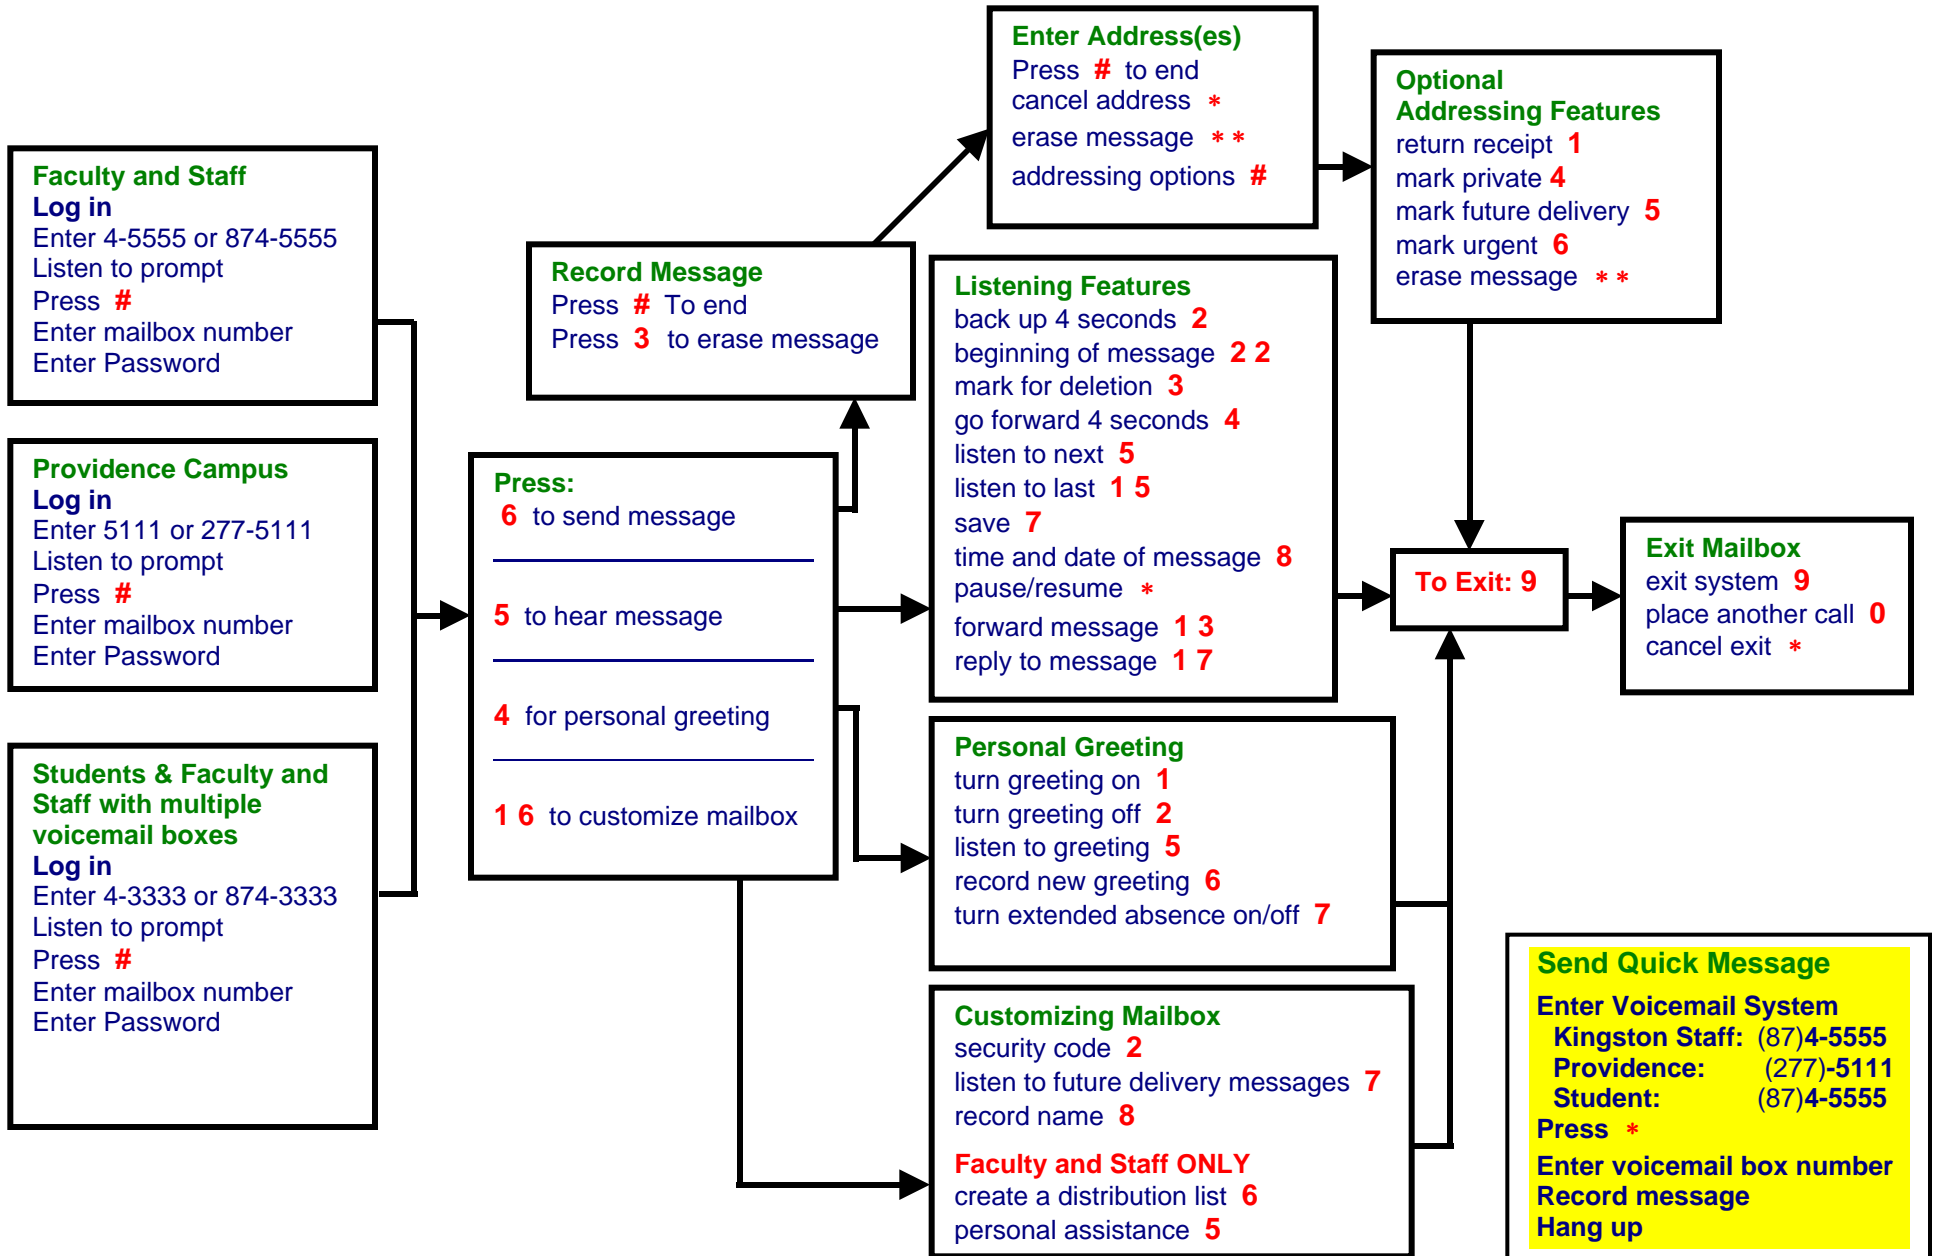 Faculty and Staff
Log in
Enter 4-5555 or 874-5555
Listen to prompt
Press #
Enter mailbox number
Enter Password
Providence Campus
Log in
Enter 5111 or 277-5111
Listen to prompt
Press #
Enter mailbox number
Enter Password
Students & Faculty and
Staff with multiple
voicemail boxes
Log in
Enter 4-3333 or 874-3333
Listen to prompt
Press #
Enter mailbox number
Enter Password
Press:
6 to send message
5 to hear message
4 for personal greeting
1 6 to customize mailbox
Record Message
Press # To end
Press 3 to erase message
Enter Address(es)
Press # to end
cancel address *
erase message * *
addressing options #
Optional
Addressing Features
return receipt 1
mark private 4
mark future delivery 5
mark urgent 6
erase message * *
Listening Features
back up 4 seconds 2
beginning of message 2 2
mark for deletion 3
go forward 4 seconds 4
listen to next 5
listen to last 1 5
save 7
time and date of message 8
pause/resume *
forward message 1 3
reply to message 1 7
Personal Greeting
turn greeting on 1
turn greeting off 2
listen to greeting 5
record new greeting 6
turn extended absence on/off 7
Customizing Mailbox
security code 2
listen to future delivery messages 7
record name 8
Faculty and Staff ONLY
create a distribution list 6
personal assistance 5
To Exit: 9
Exit Mailbox
exit system 9
place another call 0
cancel exit *
Send Quick Message
Enter Voicemail System
Kingston Staff: (87)4-5555
Providence: (277)-5111
Student: (87)4-5555
Press *
Enter voicemail box number
Record message
Hang up